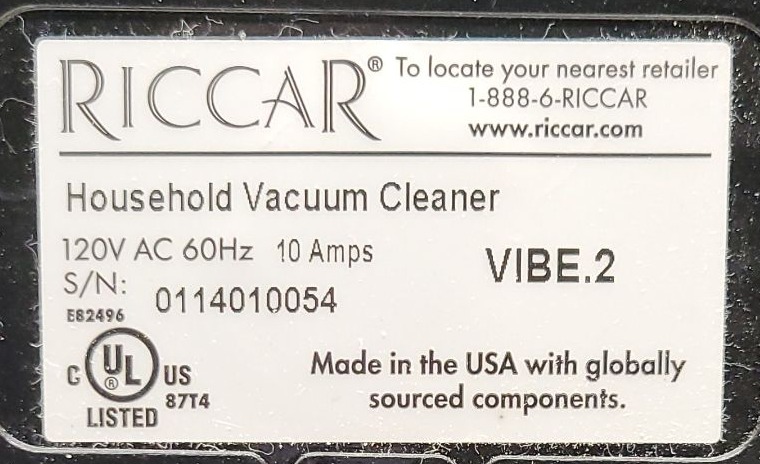 RICCAR® To locate your nearest retailer
1-888-6-RICCAR
www.riccar.com
Household Vacuum Cleaner
120V AC 60Hz 10 Amps
VIBE.2
S/N: 0114010054
E82496
C UL® US
87T4
LISTED
Made in the USA with globally
sourced components.